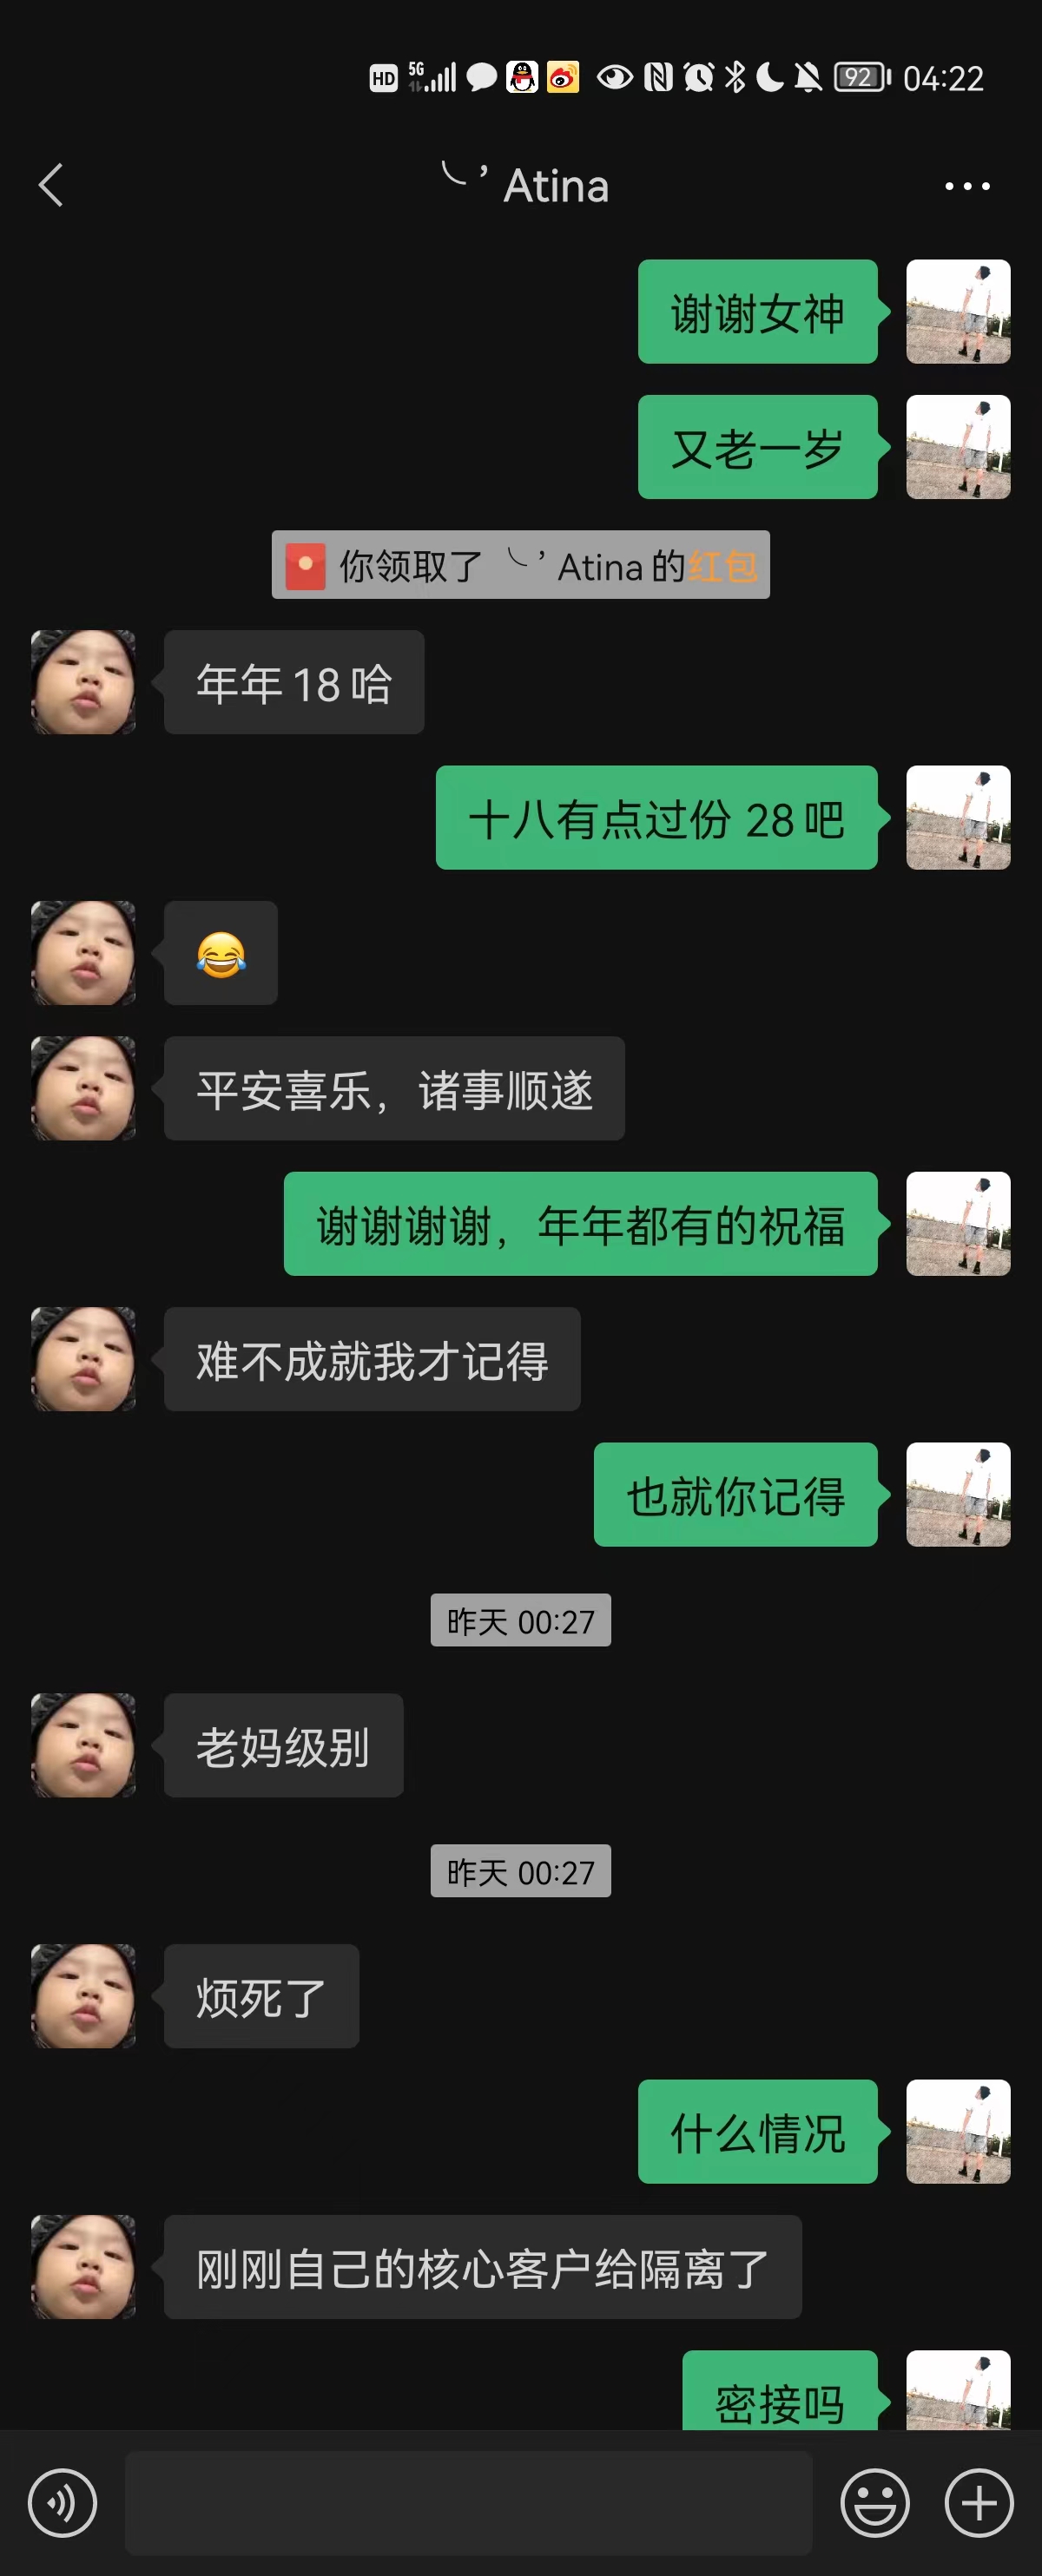 HD 5G 92 04:22
╰ ’ Atina
谢谢女神
又老一岁
你领取了 ╰ ’ Atina 的红包
年年 18 哈
十八有点过份 28 吧
😂
平安喜乐，诸事顺遂
谢谢谢谢，年年都有的祝福
难不成就我才记得
也就你记得
昨天 00:27
老妈级别
昨天 00:27
烦死了
什么情况
刚刚自己的核心客户给隔离了
密接吗